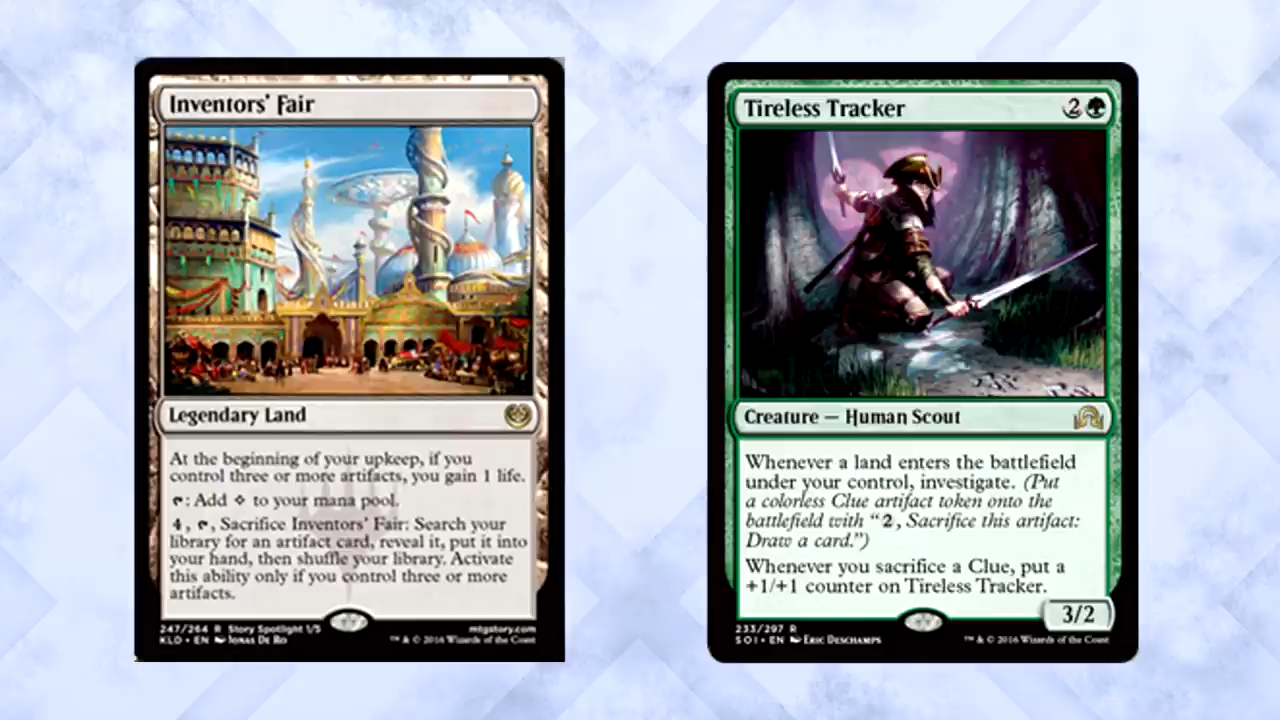 Inventors' Fair
Legendary Land
At the beginning of your upkeep, if you
control three or more artifacts, you gain 1 life.
: Add to your mana pool.
4, , Sacrifice Inventors' Fair: Search your
library for an artifact card, reveal it, put it into
your hand, then shuffle your library. Activate
this ability only if you control three or more
artifacts.
247/264 R Story Spotlight 1/5 mtgstory.com
KLD • EN Jonas De Ro ™ & © 2016 Wizards of the Coast
Tireless Tracker 2
Creature — Human Scout
Whenever a land enters the battlefield
under your control, investigate. (Put
a colorless Clue artifact token onto the
battlefield with “2, Sacrifice this artifact:
Draw a card.”)
Whenever you sacrifice a Clue, put a
+1/+1 counter on Tireless Tracker.
3/2
233/297 R
SOI • EN Eric Deschamps ™ & © 2016 Wizards of the Coast